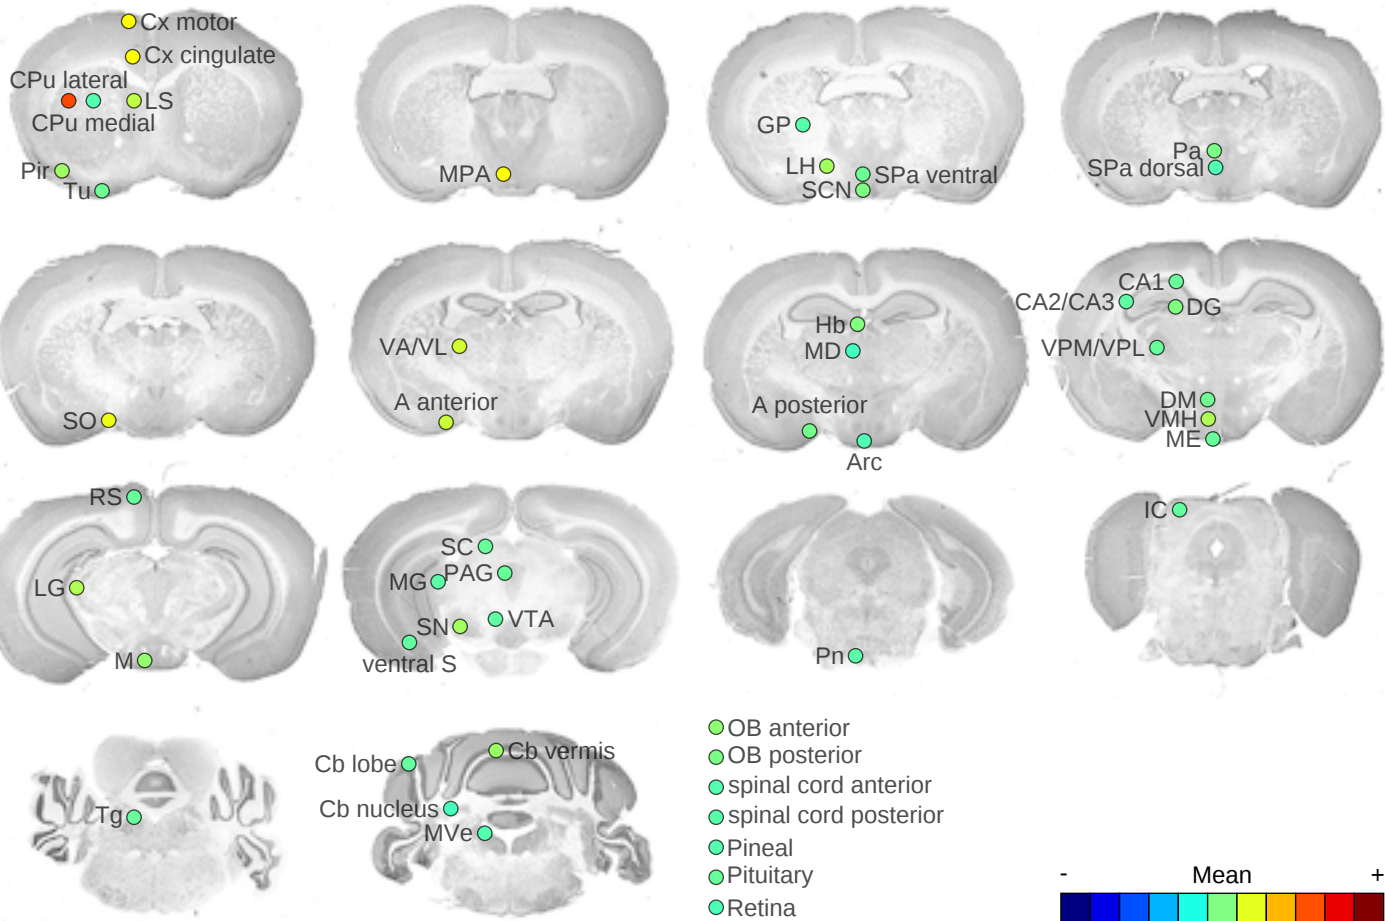 Cx motor
Cx cingulate
CPu lateral
LS
CPu medial
Pir
Tu
MPA
GP
LH
SPa ventral
SCN
Pa
SPa dorsal
SO
VA/VL
A anterior
Hb
MD
A posterior
Arc
CA1
CA2/CA3
DG
VPM/VPL
DM
VMH
ME
RS
LG
M
SC
PAG
MG
VTA
SN
ventral S
Pn
IC
Tg
Cb vermis
Cb lobe
Cb nucleus
MVe
OB anterior
OB posterior
spinal cord anterior
spinal cord posterior
Pineal
Pituitary
Retina
- Mean +